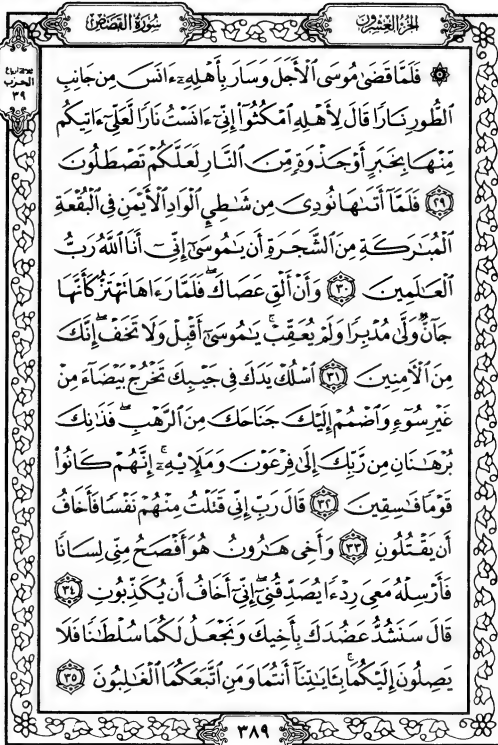 الجزء العشرون
سورة القصص
الحزب
٣٩
۞ فَلَمَّا قَضَىٰ مُوسَى ٱلْأَجَلَ وَسَارَ بِأَهْلِهِۦٓ ءَانَسَ مِن جَانِبِ
ٱلطُّورِ نَارًا قَالَ لِأَهْلِهِ ٱمْكُثُوٓا۟ إِنِّىٓ ءَانَسْتُ نَارًا لَّعَلِّىٓ ءَاتِيكُم
مِّنْهَا بِخَبَرٍ أَوْ جَذْوَةٍ مِّنَ ٱلنَّارِ لَعَلَّكُمْ تَصْطَلُونَ
٢٩ فَلَمَّآ أَتَىٰهَا نُودِىَ مِن شَٰطِئِ ٱلْوَادِ ٱلْأَيْمَنِ فِى ٱلْبُقْعَةِ
ٱلْمُبَٰرَكَةِ مِنَ ٱلشَّجَرَةِ أَن يَٰمُوسَىٰٓ إِنِّىٓ أَنَا ٱللَّهُ رَبُّ
ٱلْعَٰلَمِينَ ٣٠ وَأَنْ أَلْقِ عَصَاكَ ۖ فَلَمَّا رَءَاهَا تَهْتَزُّ كَأَنَّهَا
جَآنٌّ وَلَّىٰ مُدْبِرًا وَلَمْ يُعَقِّبْ ۚ يَٰمُوسَىٰٓ أَقْبِلْ وَلَا تَخَفْ ۖ إِنَّكَ
مِنَ ٱلْءَامِنِينَ ٣١ ٱسْلُكْ يَدَكَ فِى جَيْبِكَ تَخْرُجْ بَيْضَآءَ مِنْ
غَيْرِ سُوٓءٍ وَٱضْمُمْ إِلَيْكَ جَنَاحَكَ مِنَ ٱلرَّهْبِ ۖ فَذَٰنِكَ
بُرْهَٰنَانِ مِن رَّبِّكَ إِلَىٰ فِرْعَوْنَ وَمَلَإِي۟هِۦٓ ۚ إِنَّهُمْ كَانُوا۟
قَوْمًا فَٰسِقِينَ ٣٢ قَالَ رَبِّ إِنِّى قَتَلْتُ مِنْهُمْ نَفْسًا فَأَخَافُ
أَن يَقْتُلُونِ ٣٣ وَأَخِى هَٰرُونُ هُوَ أَفْصَحُ مِنِّى لِسَانًا
فَأَرْسِلْهُ مَعِىَ رِدْءًا يُصَدِّقُنِىٓ ۖ إِنِّىٓ أَخَافُ أَن يُكَذِّبُونِ ٣٤
قَالَ سَنَشُدُّ عَضُدَكَ بِأَخِيكَ وَنَجْعَلُ لَكُمَا سُلْطَٰنًا فَلَا
يَصِلُونَ إِلَيْكُمَا ۚ بِـَٔايَٰتِنَآ أَنتُمَا وَمَنِ ٱتَّبَعَكُمَا ٱلْغَٰلِبُونَ ٣٥
٣٨٩